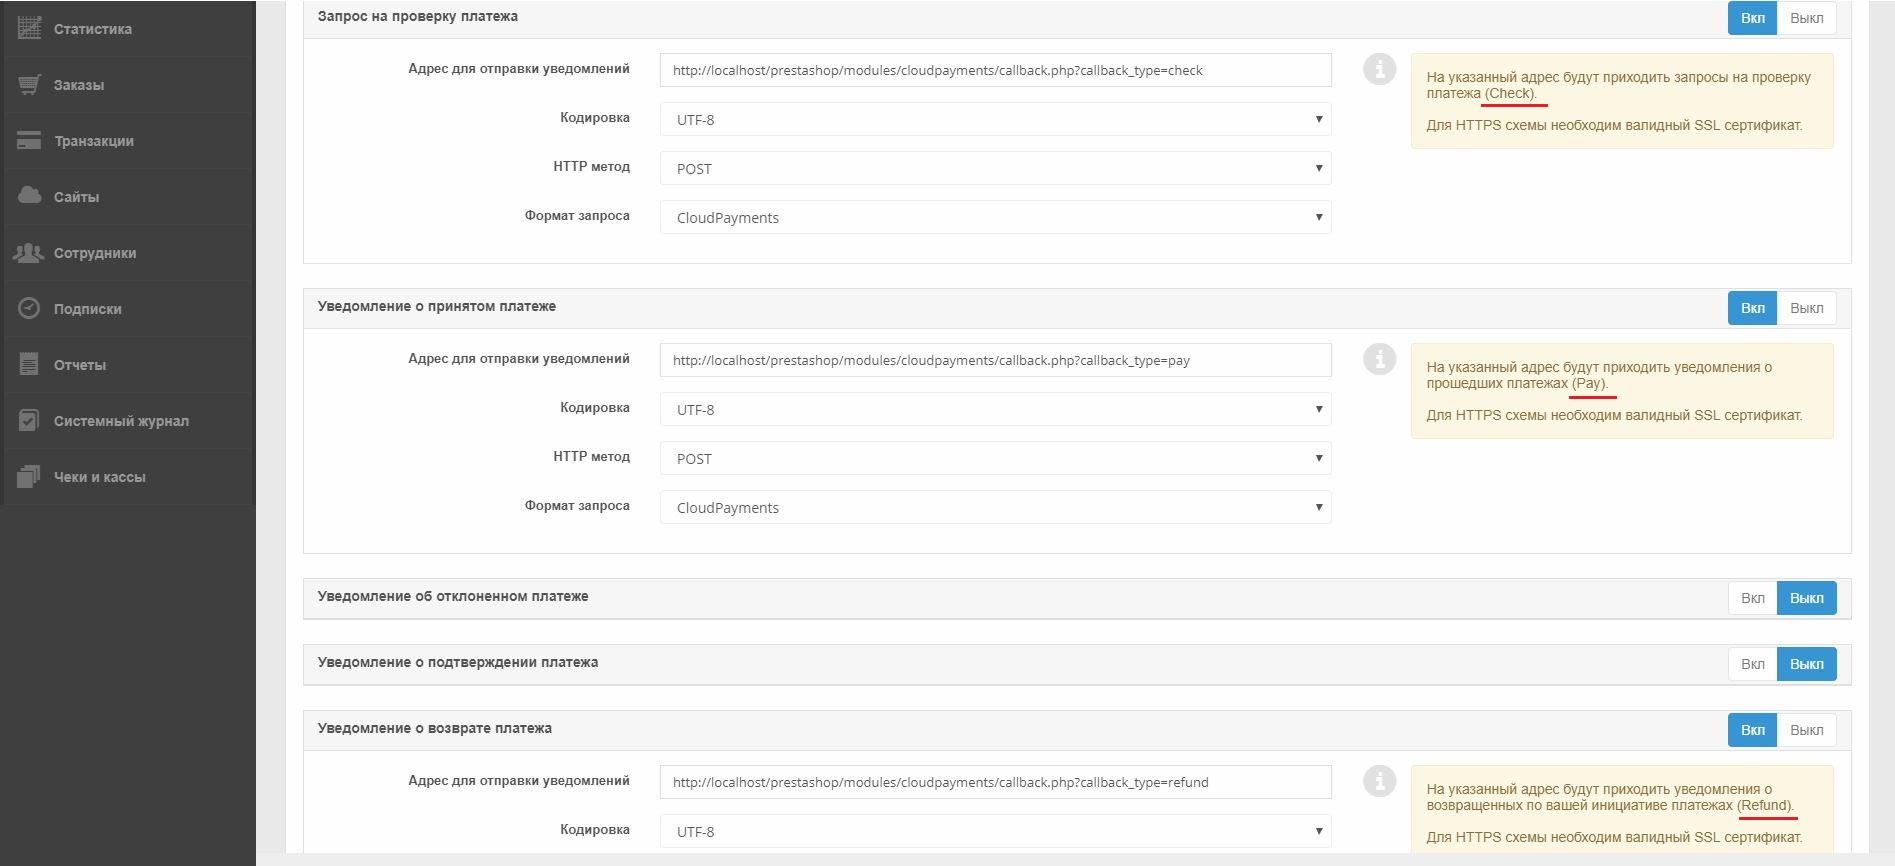 Статистика
Заказы
Транзакции
Сайты
Сотрудники
Подписки
Отчеты
Системный журнал
Чеки и кассы
Запрос на проверку платежа
Вкл Выкл
Адрес для отправки уведомлений
http://localhost/prestashop/modules/cloudpayments/callback.php?callback_type=check
Кодировка
UTF-8
HTTP метод
POST
Формат запроса
CloudPayments
На указанный адрес будут приходить запросы на проверку
платежа (Check).
Для HTTPS схемы необходим валидный SSL сертификат.
Уведомление о принятом платеже
Вкл Выкл
Адрес для отправки уведомлений
http://localhost/prestashop/modules/cloudpayments/callback.php?callback_type=pay
Кодировка
UTF-8
HTTP метод
POST
Формат запроса
CloudPayments
На указанный адрес будут приходить уведомления о
прошедших платежах (Pay).
Для HTTPS схемы необходим валидный SSL сертификат.
Уведомление об отклоненном платеже
Вкл Выкл
Уведомление о подтверждении платежа
Вкл Выкл
Уведомление о возврате платежа
Вкл Выкл
Адрес для отправки уведомлений
http://localhost/prestashop/modules/cloudpayments/callback.php?callback_type=refund
Кодировка
UTF-8
На указанный адрес будут приходить уведомления о
возвращенных по вашей инициативе платежах (Refund).
Для HTTPS схемы необходим валидный SSL сертификат.